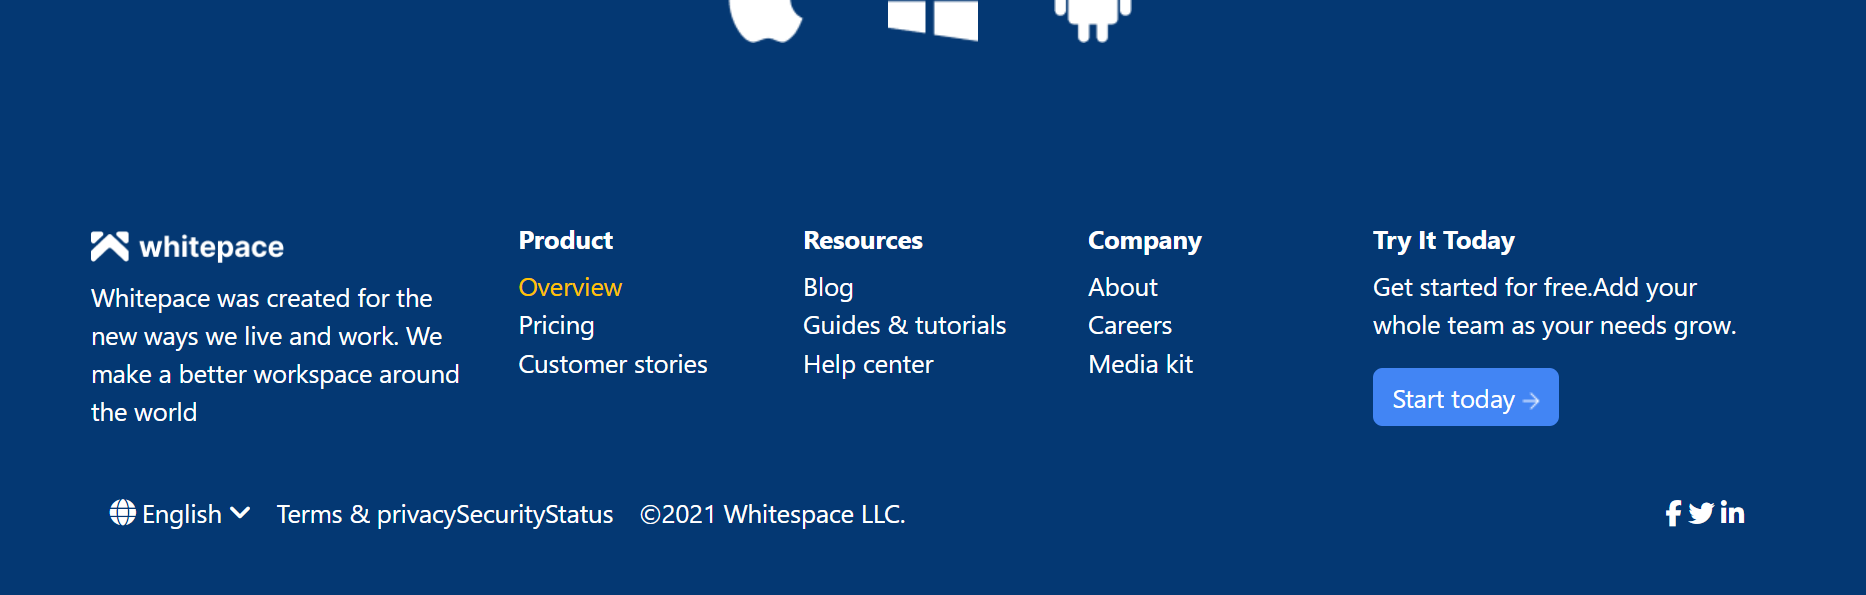 whitepace
Whitepace was created for the
new ways we live and work. We
make a better workspace around
the world
Product
Overview
Pricing
Customer stories
Resources
Blog
Guides & tutorials
Help center
Company
About
Careers
Media kit
Try It Today
Get started for free.Add your
whole team as your needs grow.
Start today →
English
Terms & privacySecurityStatus
©2021 Whitespace LLC.